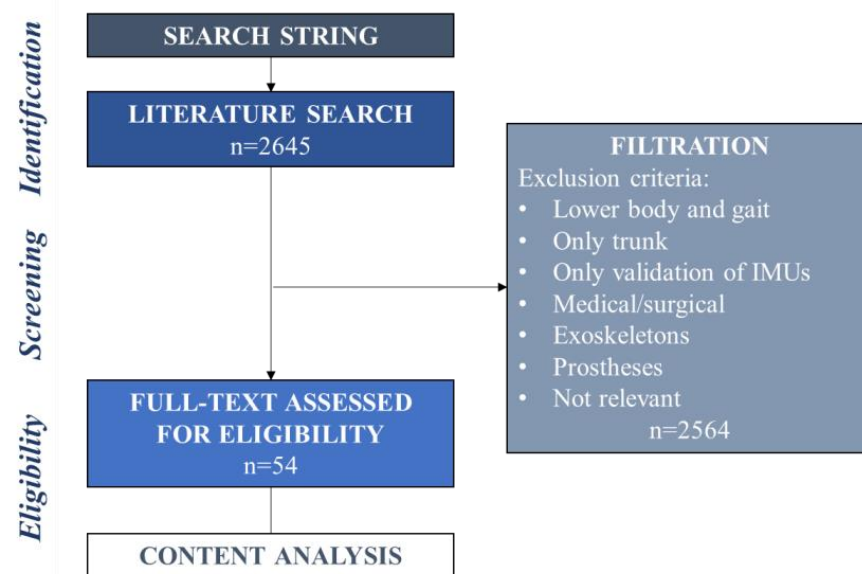 Identification
Screening
Eligibility
SEARCH STRING
LITERATURE SEARCH
n=2645
FILTRATION
Exclusion criteria:
• Lower body and gait
• Only trunk
• Only validation of IMUs
• Medical/surgical
• Exoskeletons
• Prostheses
• Not relevant
n=2564
FULL-TEXT ASSESSED
FOR ELIGIBILITY
n=54
CONTENT ANALYSIS